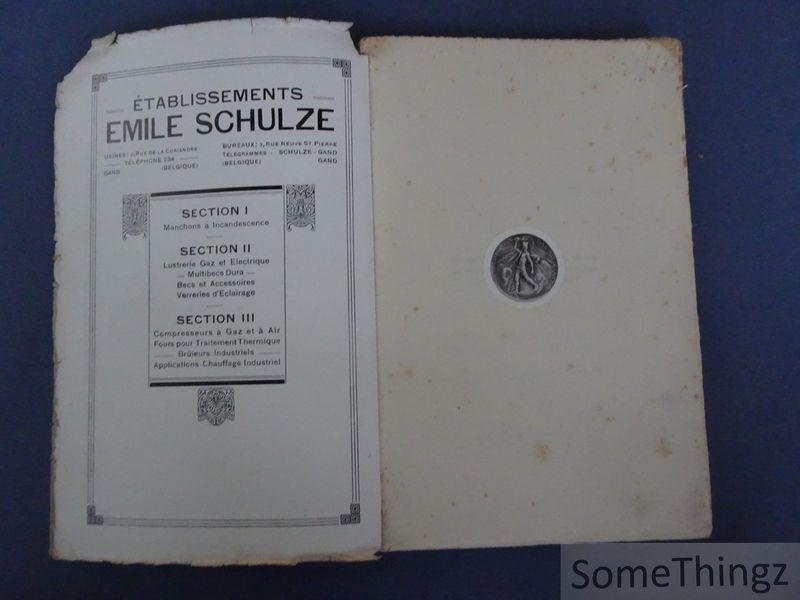 ÉTABLISSEMENTS
EMILE SCHULZE
USINES: 2, RUE DE LA CORIANDRE
TÉLÉPHONE 234
GAND (BELGIQUE)
BUREAUX: 2, RUE NEUVE ST. PIERRE
TÉLÉGRAMMES: SCHULZE-GAND
(BELGIQUE) GAND
SECTION I
Manchons à Incandescence
SECTION II
Lustrerie Gaz et Electrique
— Multibecs Dura —
Becs et Accessoires
Verreries d'Eclairage
SECTION III
Compresseurs à Gaz et à Air
Fours pour Traitement Thermique
— Brûleurs Industriels —
Applications Chauffage Industriel
SomeThingz